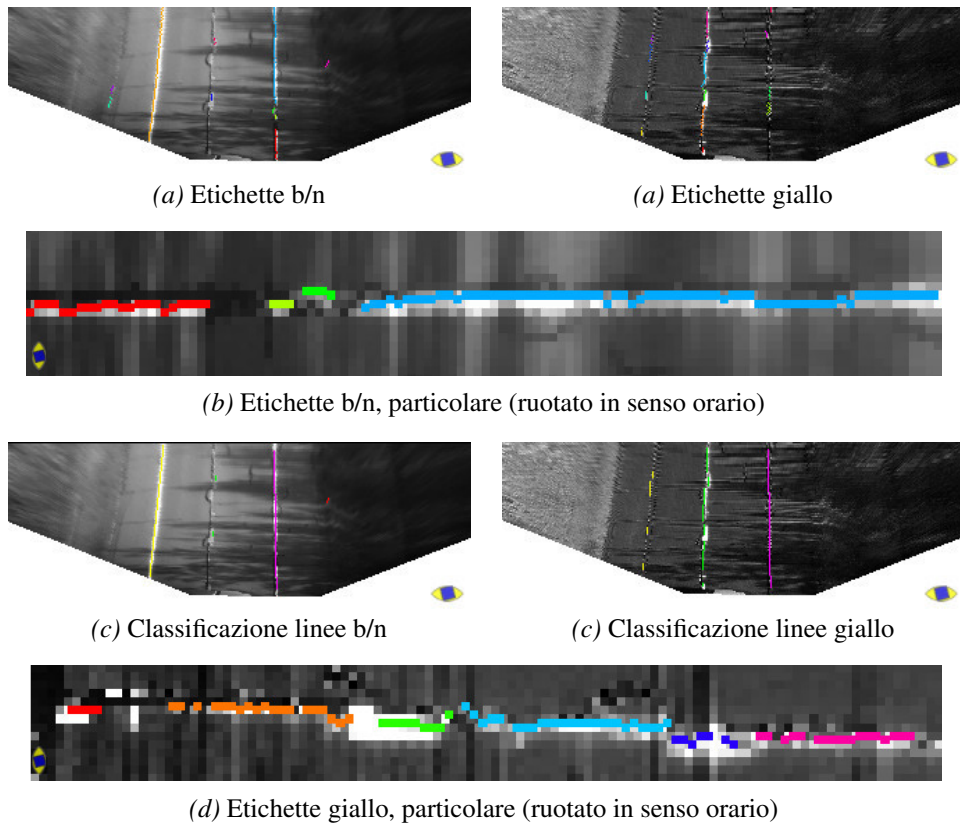 (a) Etichette b/n
(a) Etichette giallo
(b) Etichette b/n, particolare (ruotato in senso orario)
(c) Classificazione linee b/n
(c) Classificazione linee giallo
(d) Etichette giallo, particolare (ruotato in senso orario)